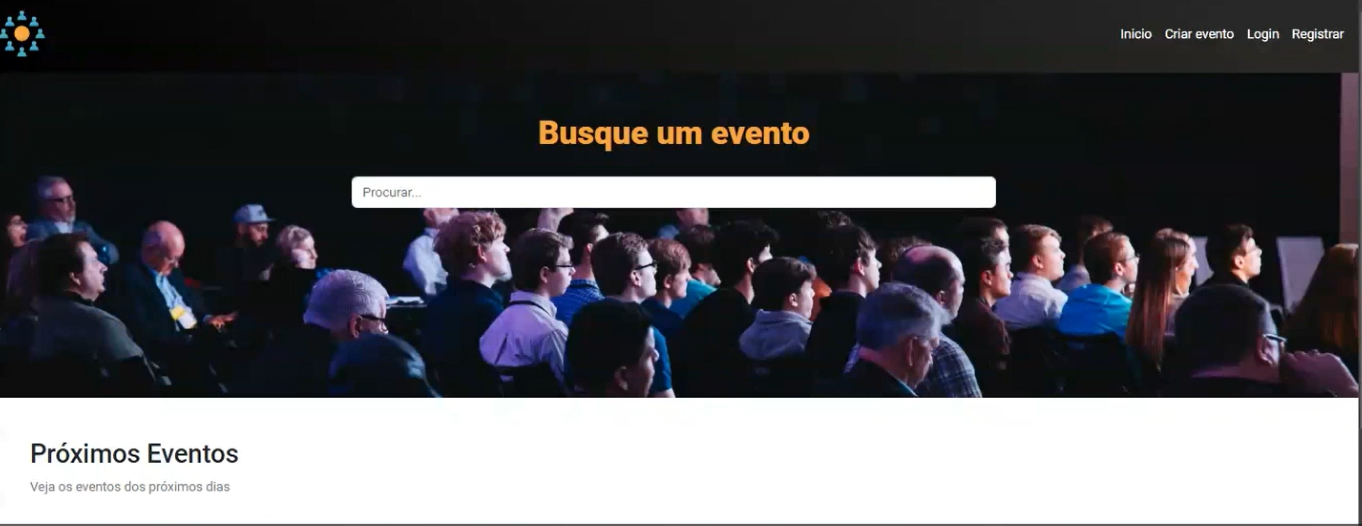 Inicio Criar evento Login Registrar
Busque um evento
Procurar...
Próximos Eventos
Veja os eventos dos próximos dias